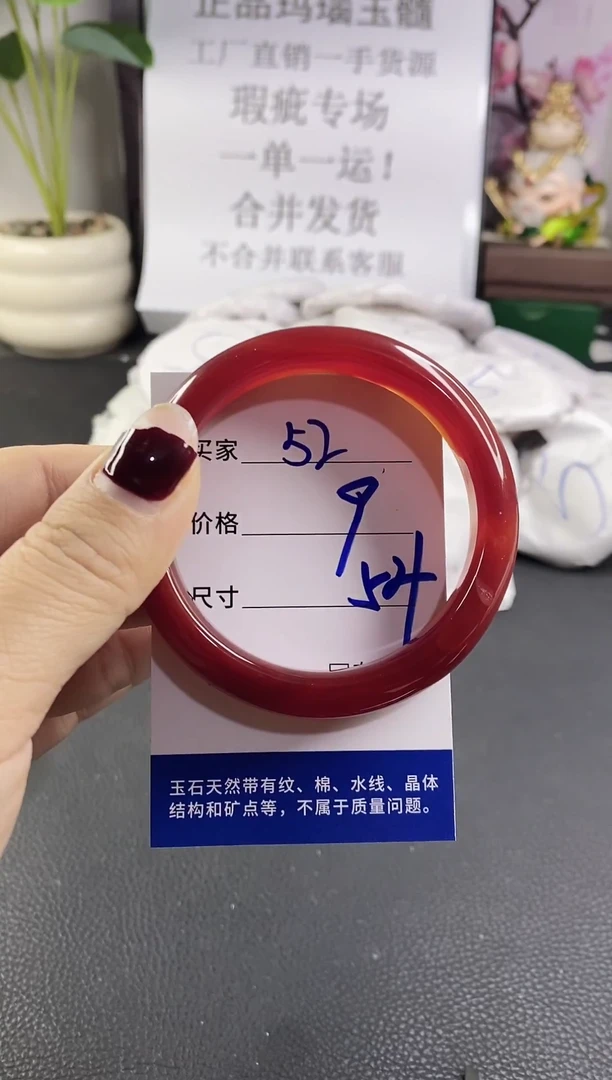 正品玛瑙玉髓
工厂直销一手货源
瑕疵专场
一单一运！
合并发货
不合并联系客服
买家 52
价格 9
尺寸 54
玉石天然带有纹、棉、水线、晶体
结构和矿点等，不属于质量问题。